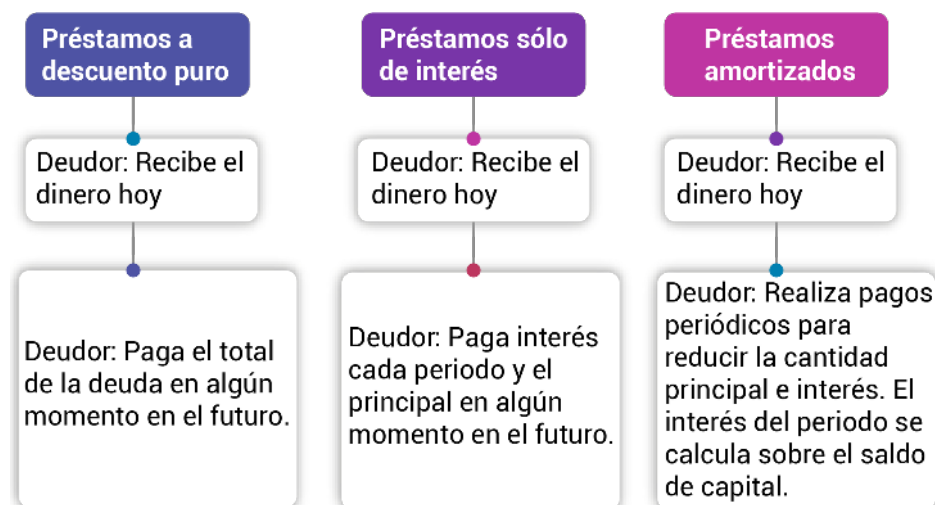 Préstamos a
descuento puro
Deudor: Recibe el
dinero hoy
Deudor: Paga el total
de la deuda en algún
momento en el futuro.
Préstamos sólo
de interés
Deudor: Recibe el
dinero hoy
Deudor: Paga interés
cada periodo y el
principal en algún
momento en el futuro.
Préstamos
amortizados
Deudor: Recibe el
dinero hoy
Deudor: Realiza pagos
periódicos para
reducir la cantidad
principal e interés. El
interés del periodo se
calcula sobre el saldo
de capital.